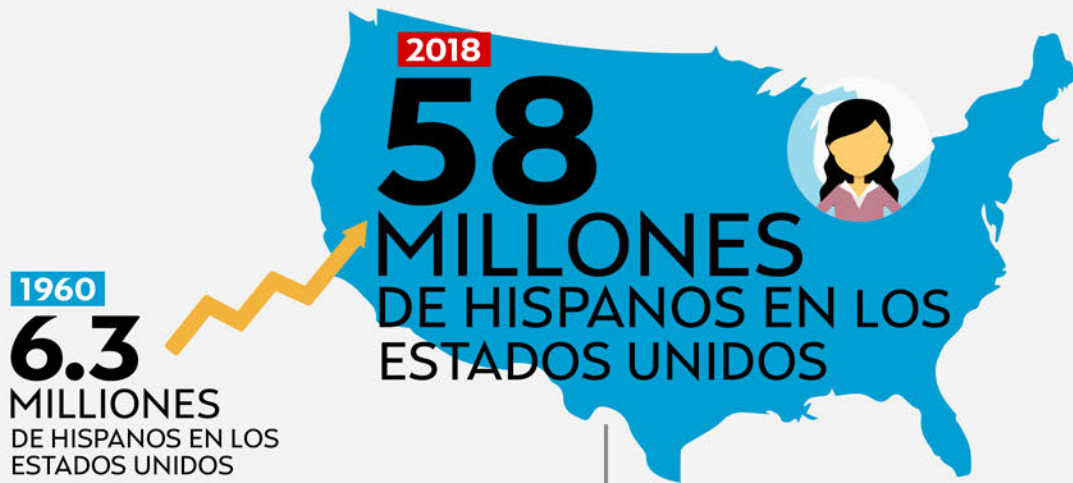 2018
58
MILLONES
DE HISPANOS EN LOS
ESTADOS UNIDOS
1960
6.3
MILLIONES
DE HISPANOS EN LOS
ESTADOS UNIDOS